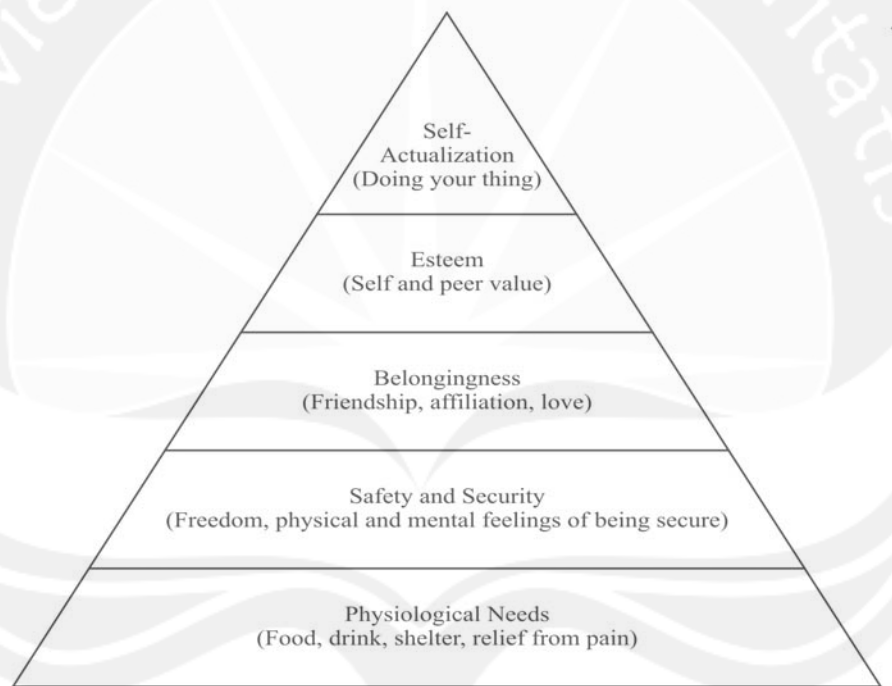 Self-
Actualization
(Doing your thing)
Esteem
(Self and peer value)
Belongingness
(Friendship, affiliation, love)
Safety and Security
(Freedom, physical and mental feelings of being secure)
Physiological Needs
(Food, drink, shelter, relief from pain)